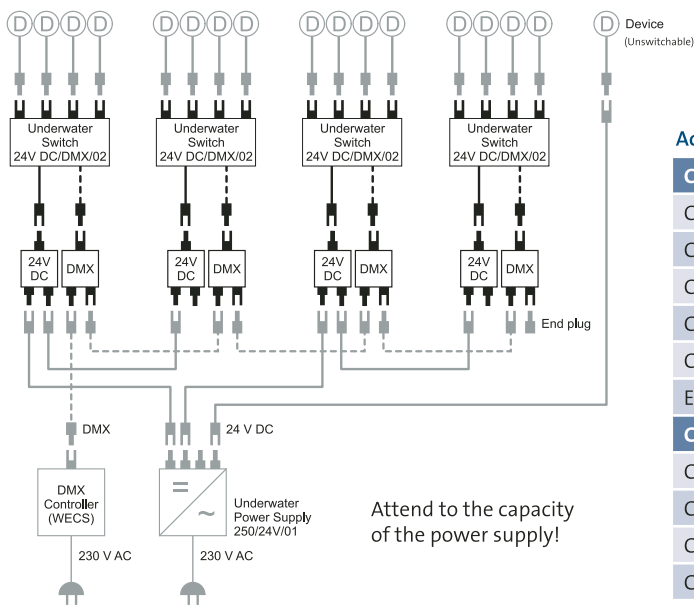 D D D D D D D D D D D D D D D D D Device
(Unswitchable)
Underwater
Switch
24V DC/DMX/02
Underwater
Switch
24V DC/DMX/02
Underwater
Switch
24V DC/DMX/02
Underwater
Switch
24V DC/DMX/02
24V
DC
DMX
24V
DC
DMX
24V
DC
DMX
24V
DC
DMX
End plug
DMX
24 V DC
DMX
Controller
(WECS)
= ~
Underwater
Power Supply
250/24V/01
230 V AC
230 V AC
Attend to the capacity
of the power supply!